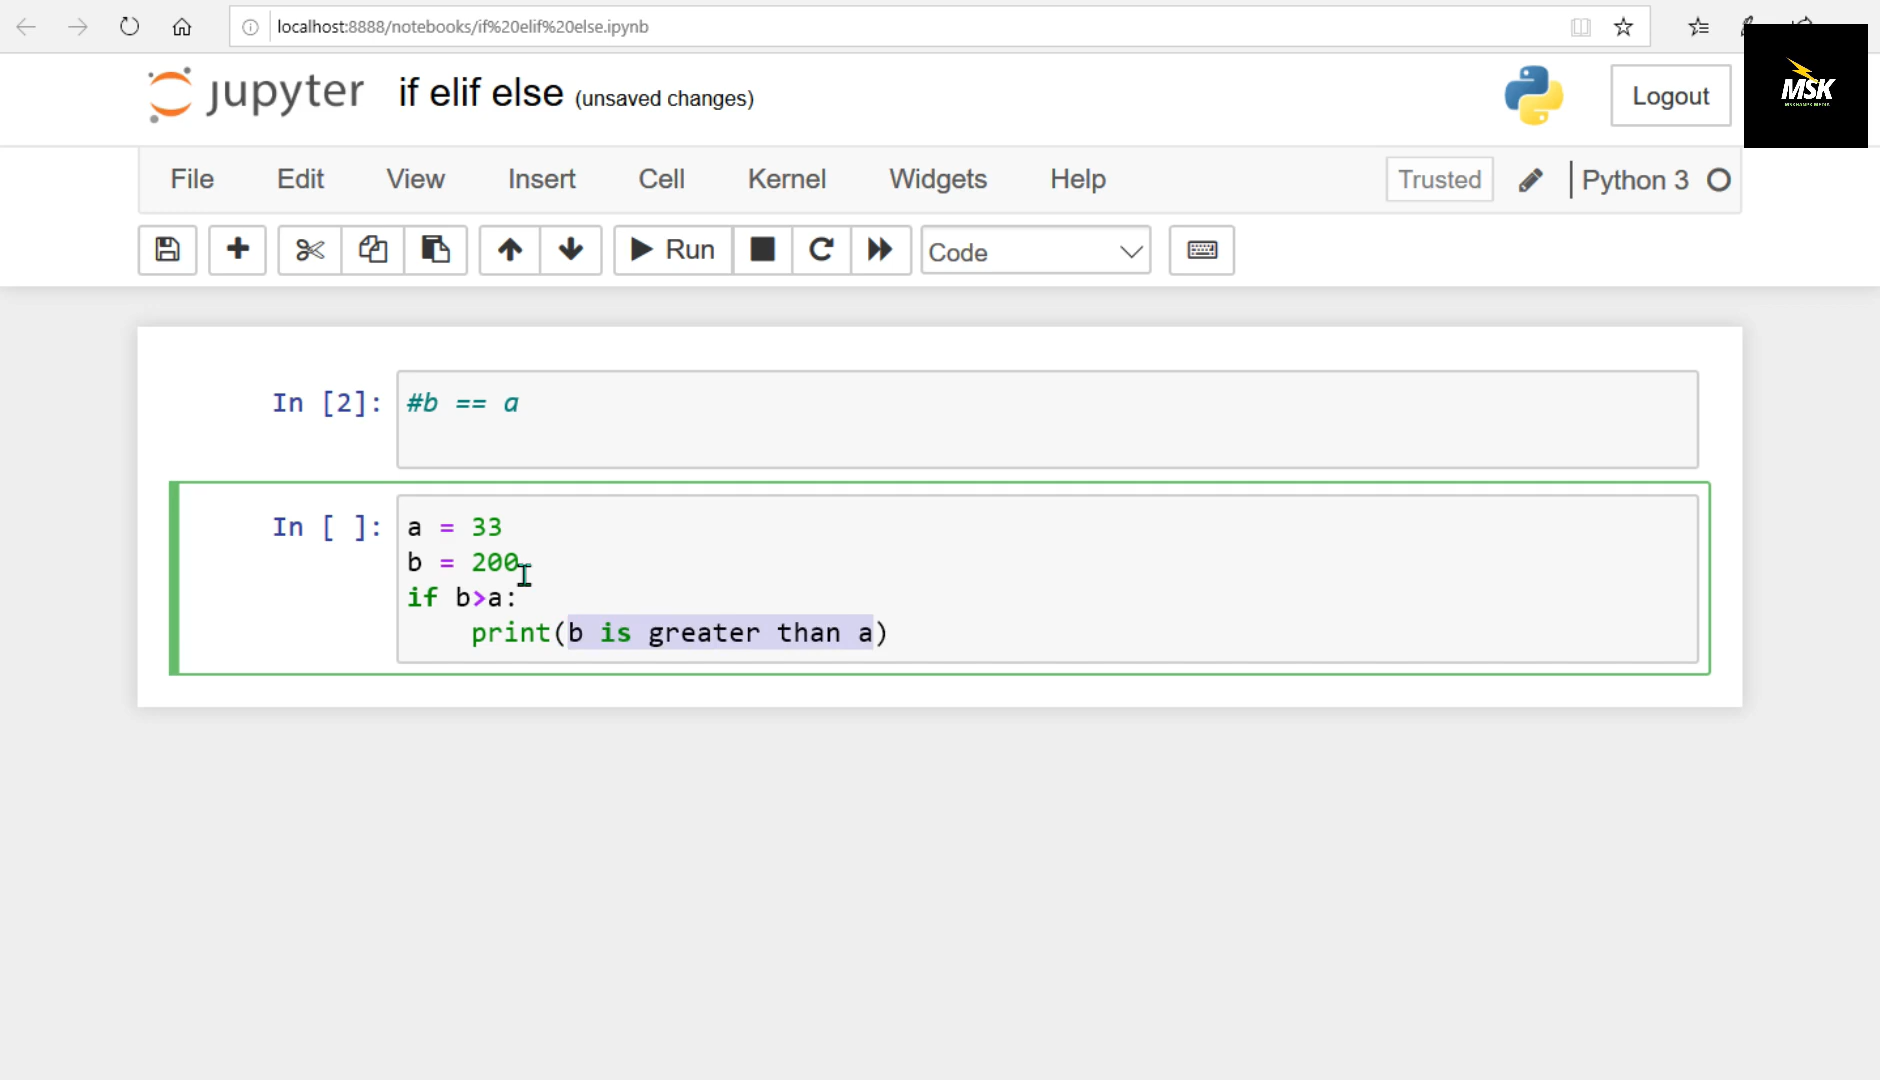 localhost:8888/notebooks/if%20elif%20else.ipynb
jupyter if elif else (unsaved changes)
Logout
MSK
File Edit View Insert Cell Kernel Widgets Help
Trusted Python 3
Run Code
In [2]: #b == a
In [ ]: a = 33
b = 200
if b>a:
print(b is greater than a)